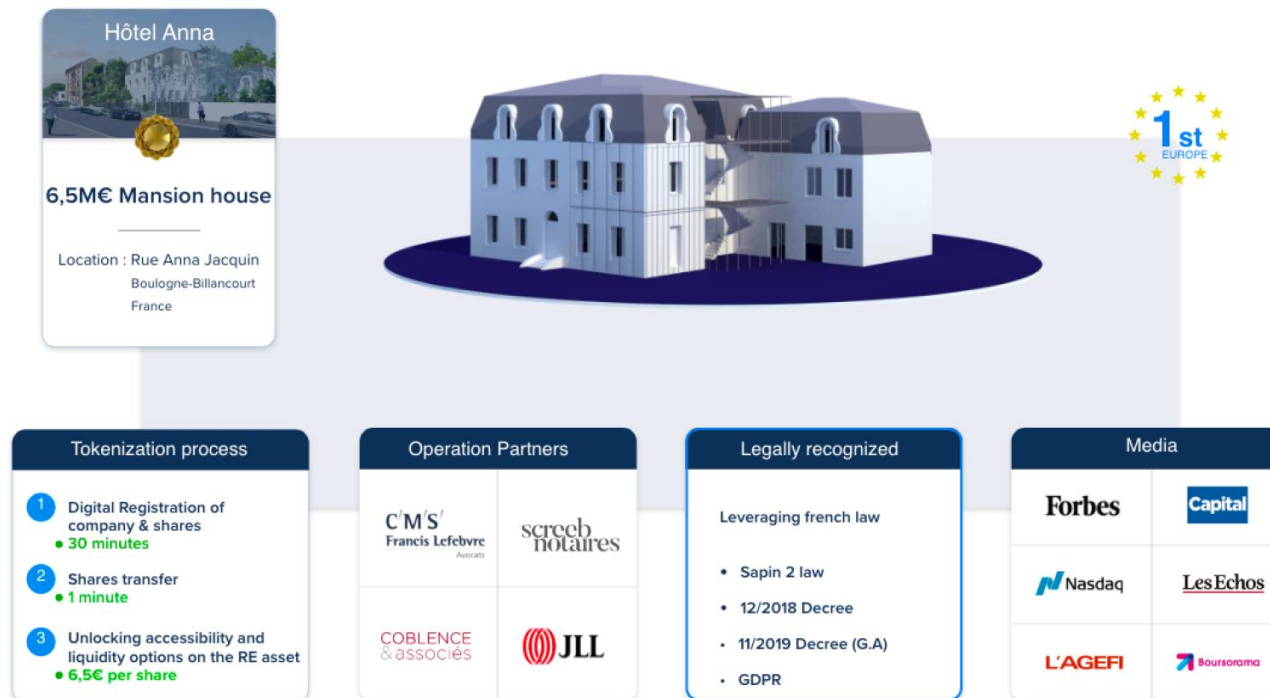 Hôtel Anna
6,5M€ Mansion house
Location : Rue Anna Jacquin
Boulogne-Billancourt
France
1st
EUROPE
Tokenization process
1
Digital Registration of
company & shares
• 30 minutes
2
Shares transfer
• 1 minute
3
Unlocking accessibility and
liquidity options on the RE asset
• 6,5€ per share
Operation Partners
C'M'S'
Francis Lefebvre
Avocats
screeb
notaires
COBLENCE
& associés
JLL
Legally recognized
Leveraging french law
• Sapin 2 law
• 12/2018 Decree
• 11/2019 Decree (G.A)
• GDPR
Media
Forbes
Capital
Nasdaq
Les Echos
L'AGEFI
Boursorama